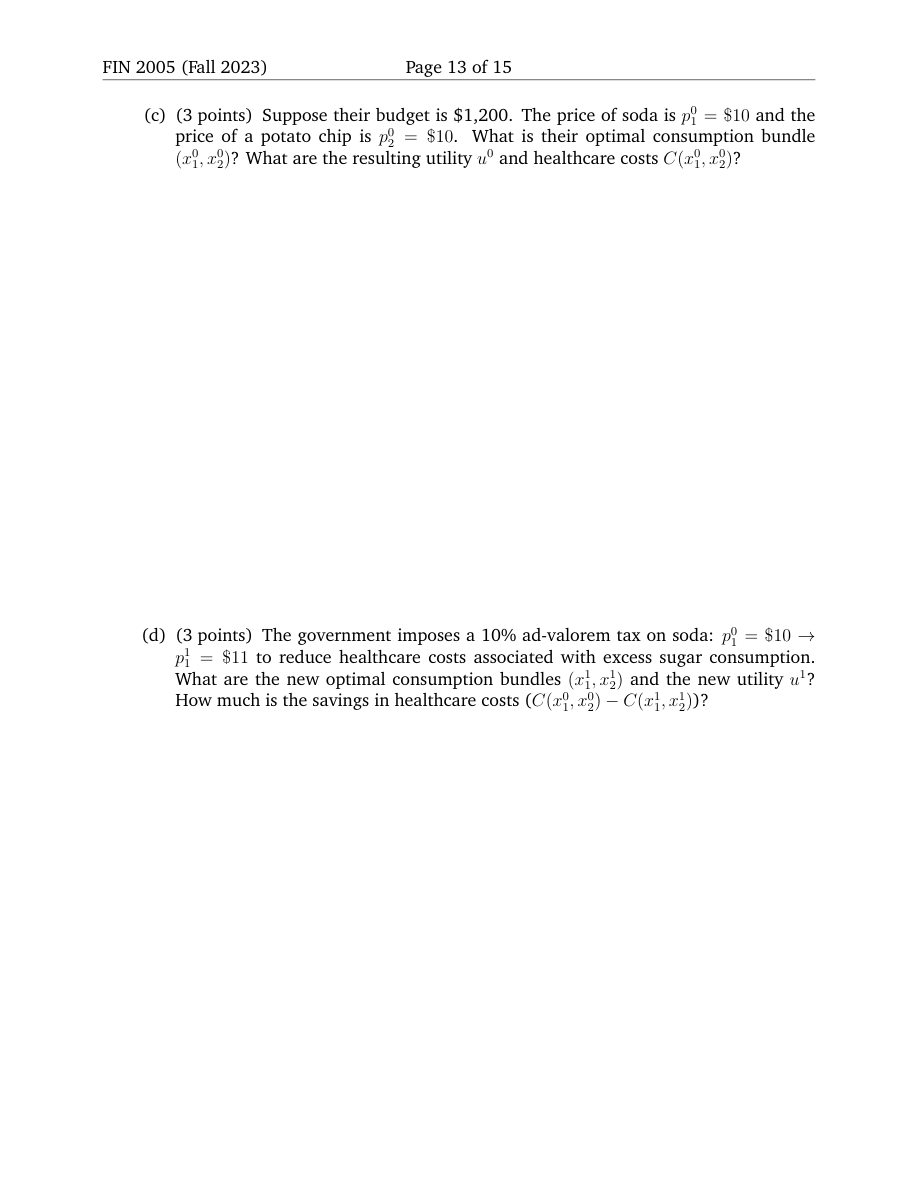 FIN 2005 (Fall 2023) Page 13 of 15
(c) (3 points) Suppose their budget is $1,200. The price of soda is $p_1^0 = \$10$ and the
price of a potato chip is $p_2^0 = \$10$. What is their optimal consumption bundle
$(x_1^0, x_2^0)$? What are the resulting utility $u^0$ and healthcare costs $C(x_1^0, x_2^0)$?
(d) (3 points) The government imposes a 10% ad-valorem tax on soda: $p_1^0 = \$10 \to$
$p_1^1 = \$11$ to reduce healthcare costs associated with excess sugar consumption.
What are the new optimal consumption bundles $(x_1^1, x_2^1)$ and the new utility $u^1$?
How much is the savings in healthcare costs ($C(x_1^0, x_2^0) - C(x_1^1, x_2^1)$)?